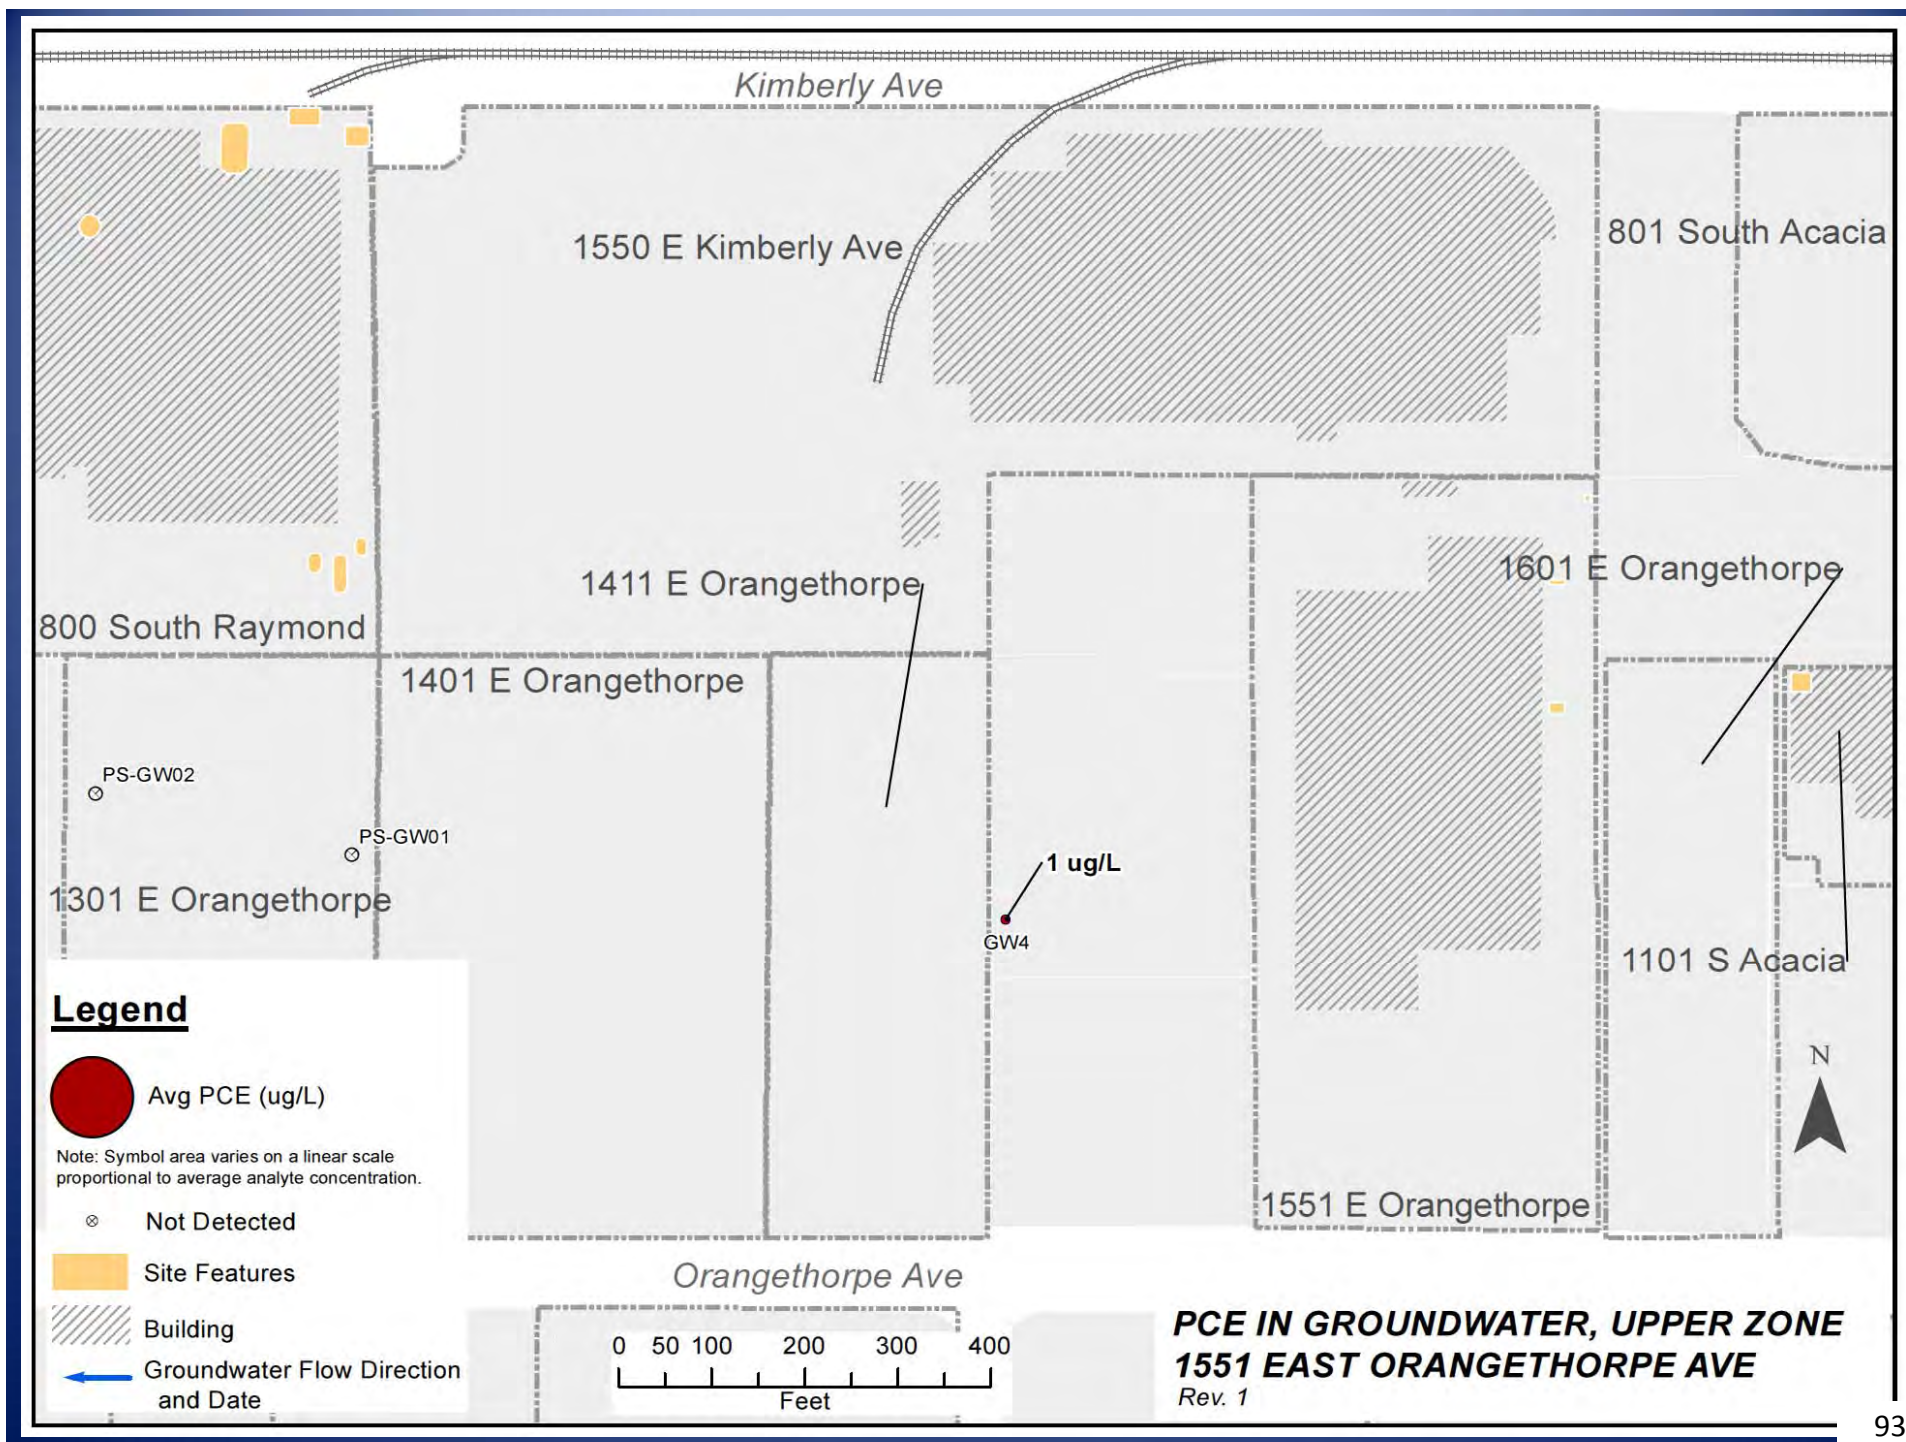 Kimberly Ave
1550 E Kimberly Ave
801 South Acacia
1411 E Orangethorpe
1601 E Orangethorpe
800 South Raymond
1401 E Orangethorpe
PS-GW02
PS-GW01
1 ug/L
1301 E Orangethorpe
GW4
1101 S Acacia
Legend
N
Avg PCE (ug/L)
Note: Symbol area varies on a linear scale
proportional to average analyte concentration.
1551 E Orangethorpe
Not Detected
Site Features
Orangethorpe Ave
Building
Groundwater Flow Direction
and Date
0 50 100 200 300 400
Feet
PCE IN GROUNDWATER, UPPER ZONE
1551 EAST ORANGETHORPE AVE
Rev. 1
93